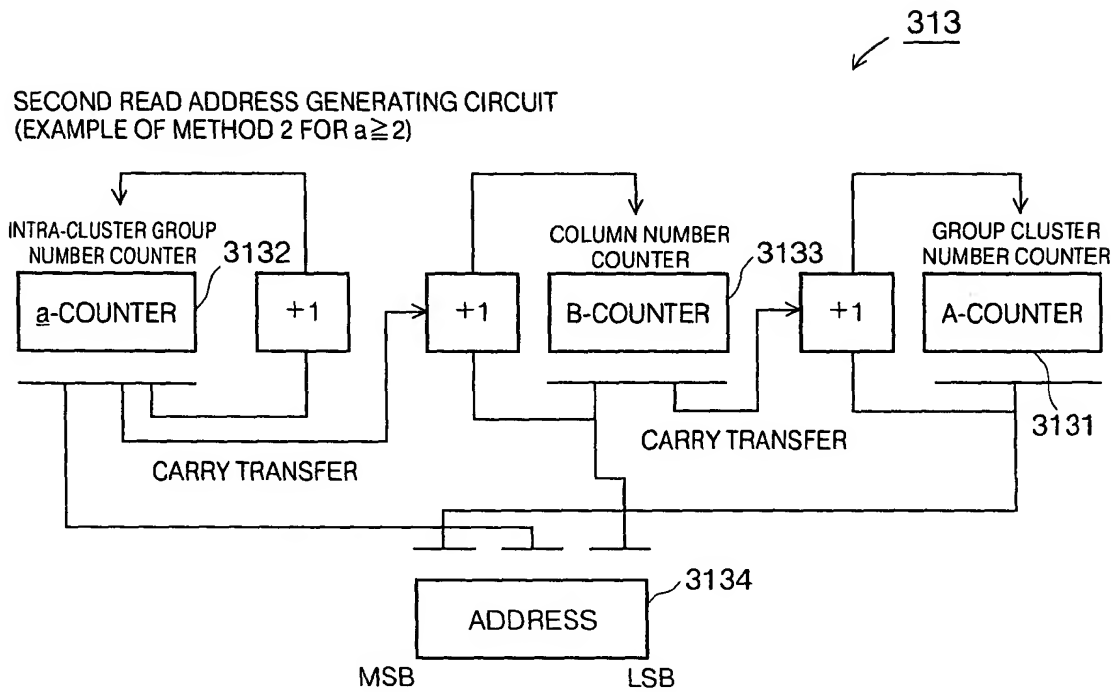 313
SECOND READ ADDRESS GENERATING CIRCUIT
(EXAMPLE OF METHOD 2 FOR a≧2)
INTRA-CLUSTER GROUP
NUMBER COUNTER
3132
a-COUNTER
+1
+1
COLUMN NUMBER
COUNTER
3133
B-COUNTER
+1
GROUP CLUSTER
NUMBER COUNTER
A-COUNTER
3131
CARRY TRANSFER
CARRY TRANSFER
3134
ADDRESS
MSB
LSB